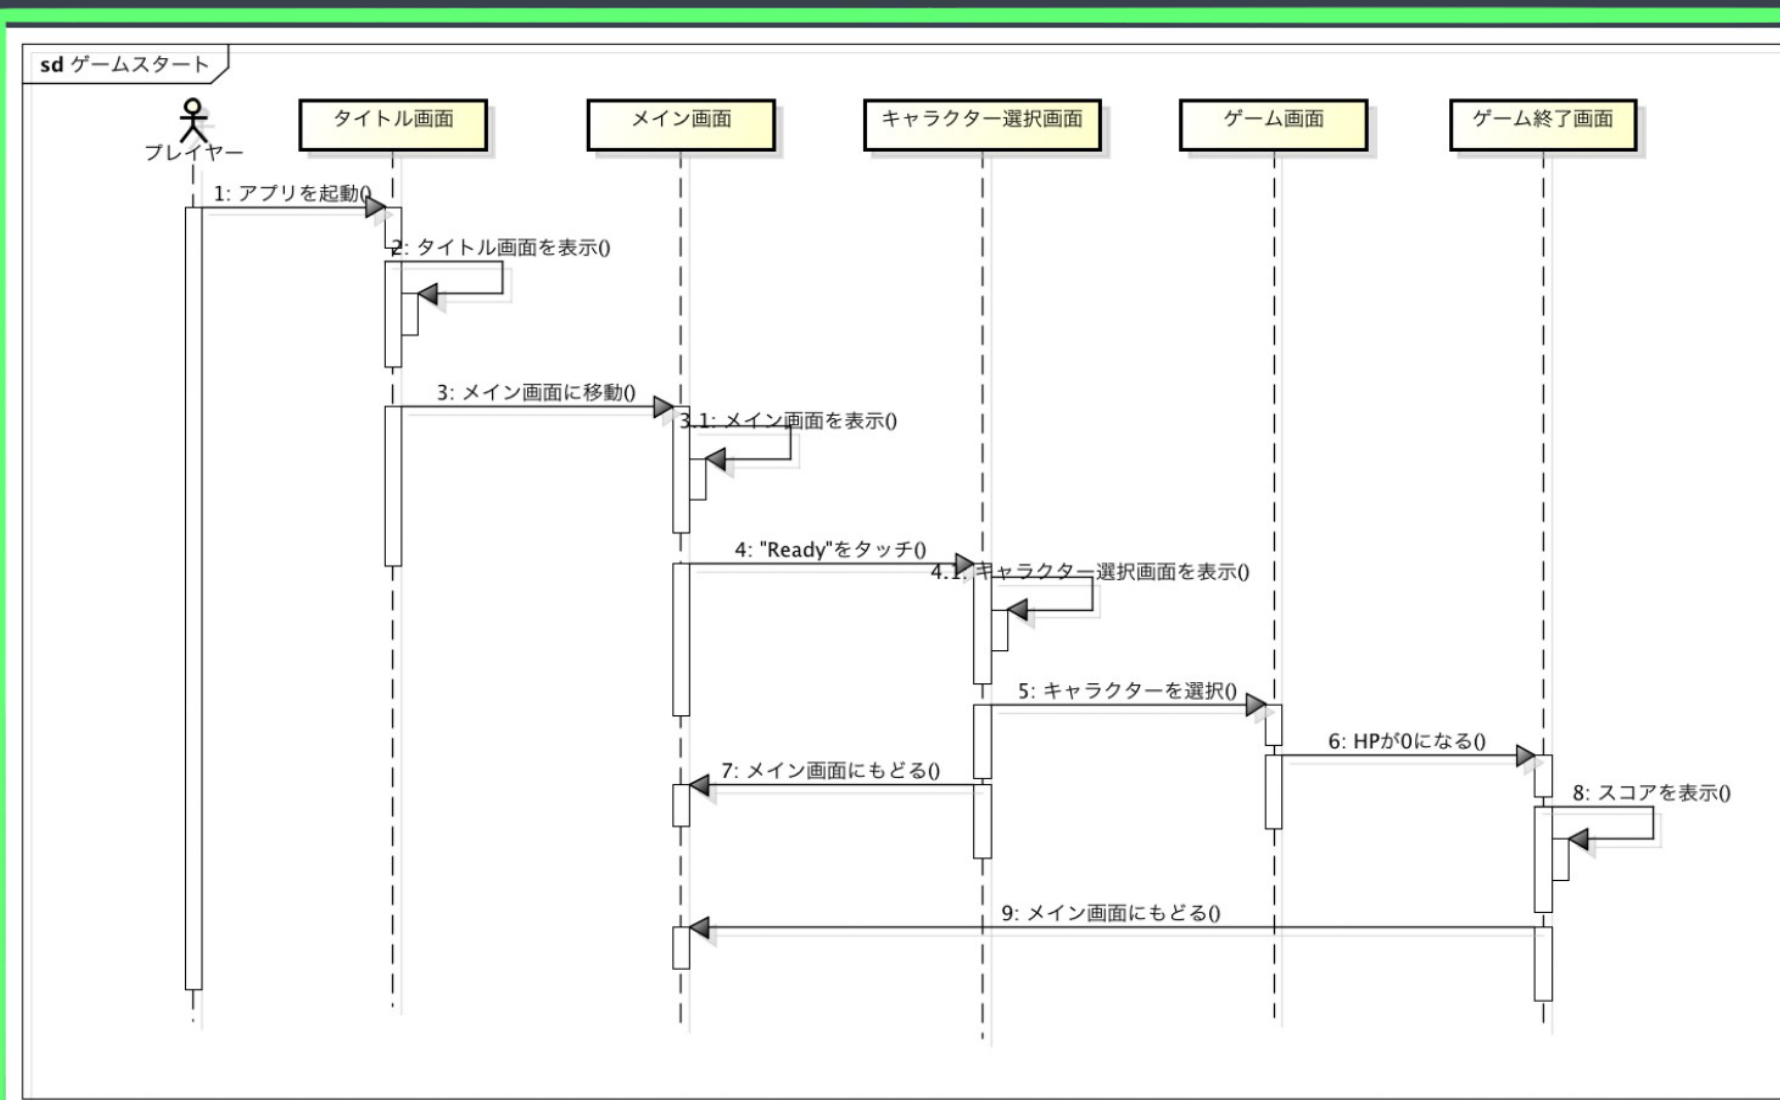 sd ゲームスタート
プレイヤー
タイトル画面
メイン画面
キャラクター選択画面
ゲーム画面
ゲーム終了画面
1: アプリを起動()
2: タイトル画面を表示()
3: メイン画面に移動()
3.1: メイン画面を表示()
4: "Ready"をタッチ()
4.1: キャラクター選択画面を表示()
5: キャラクターを選択()
6: HPが0になる()
7: メイン画面にもどる()
8: スコアを表示()
9: メイン画面にもどる()